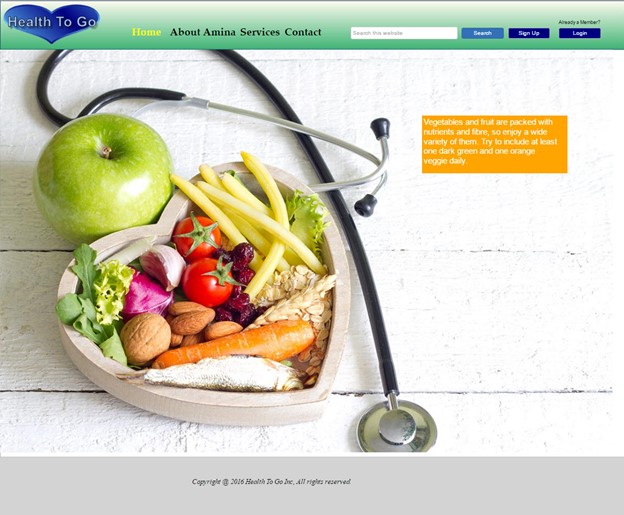 Health To Go
Already a Member?
Home About Amina Services Contact
Search this website
Search
Sign Up
Login
Vegetables and fruit are packed with
nutrients and fibre, so enjoy a wide
variety of them. Try to include at least
one dark green and one orange
veggie daily.
Copyright @ 2016 Health To Go Inc, All rights reserved.